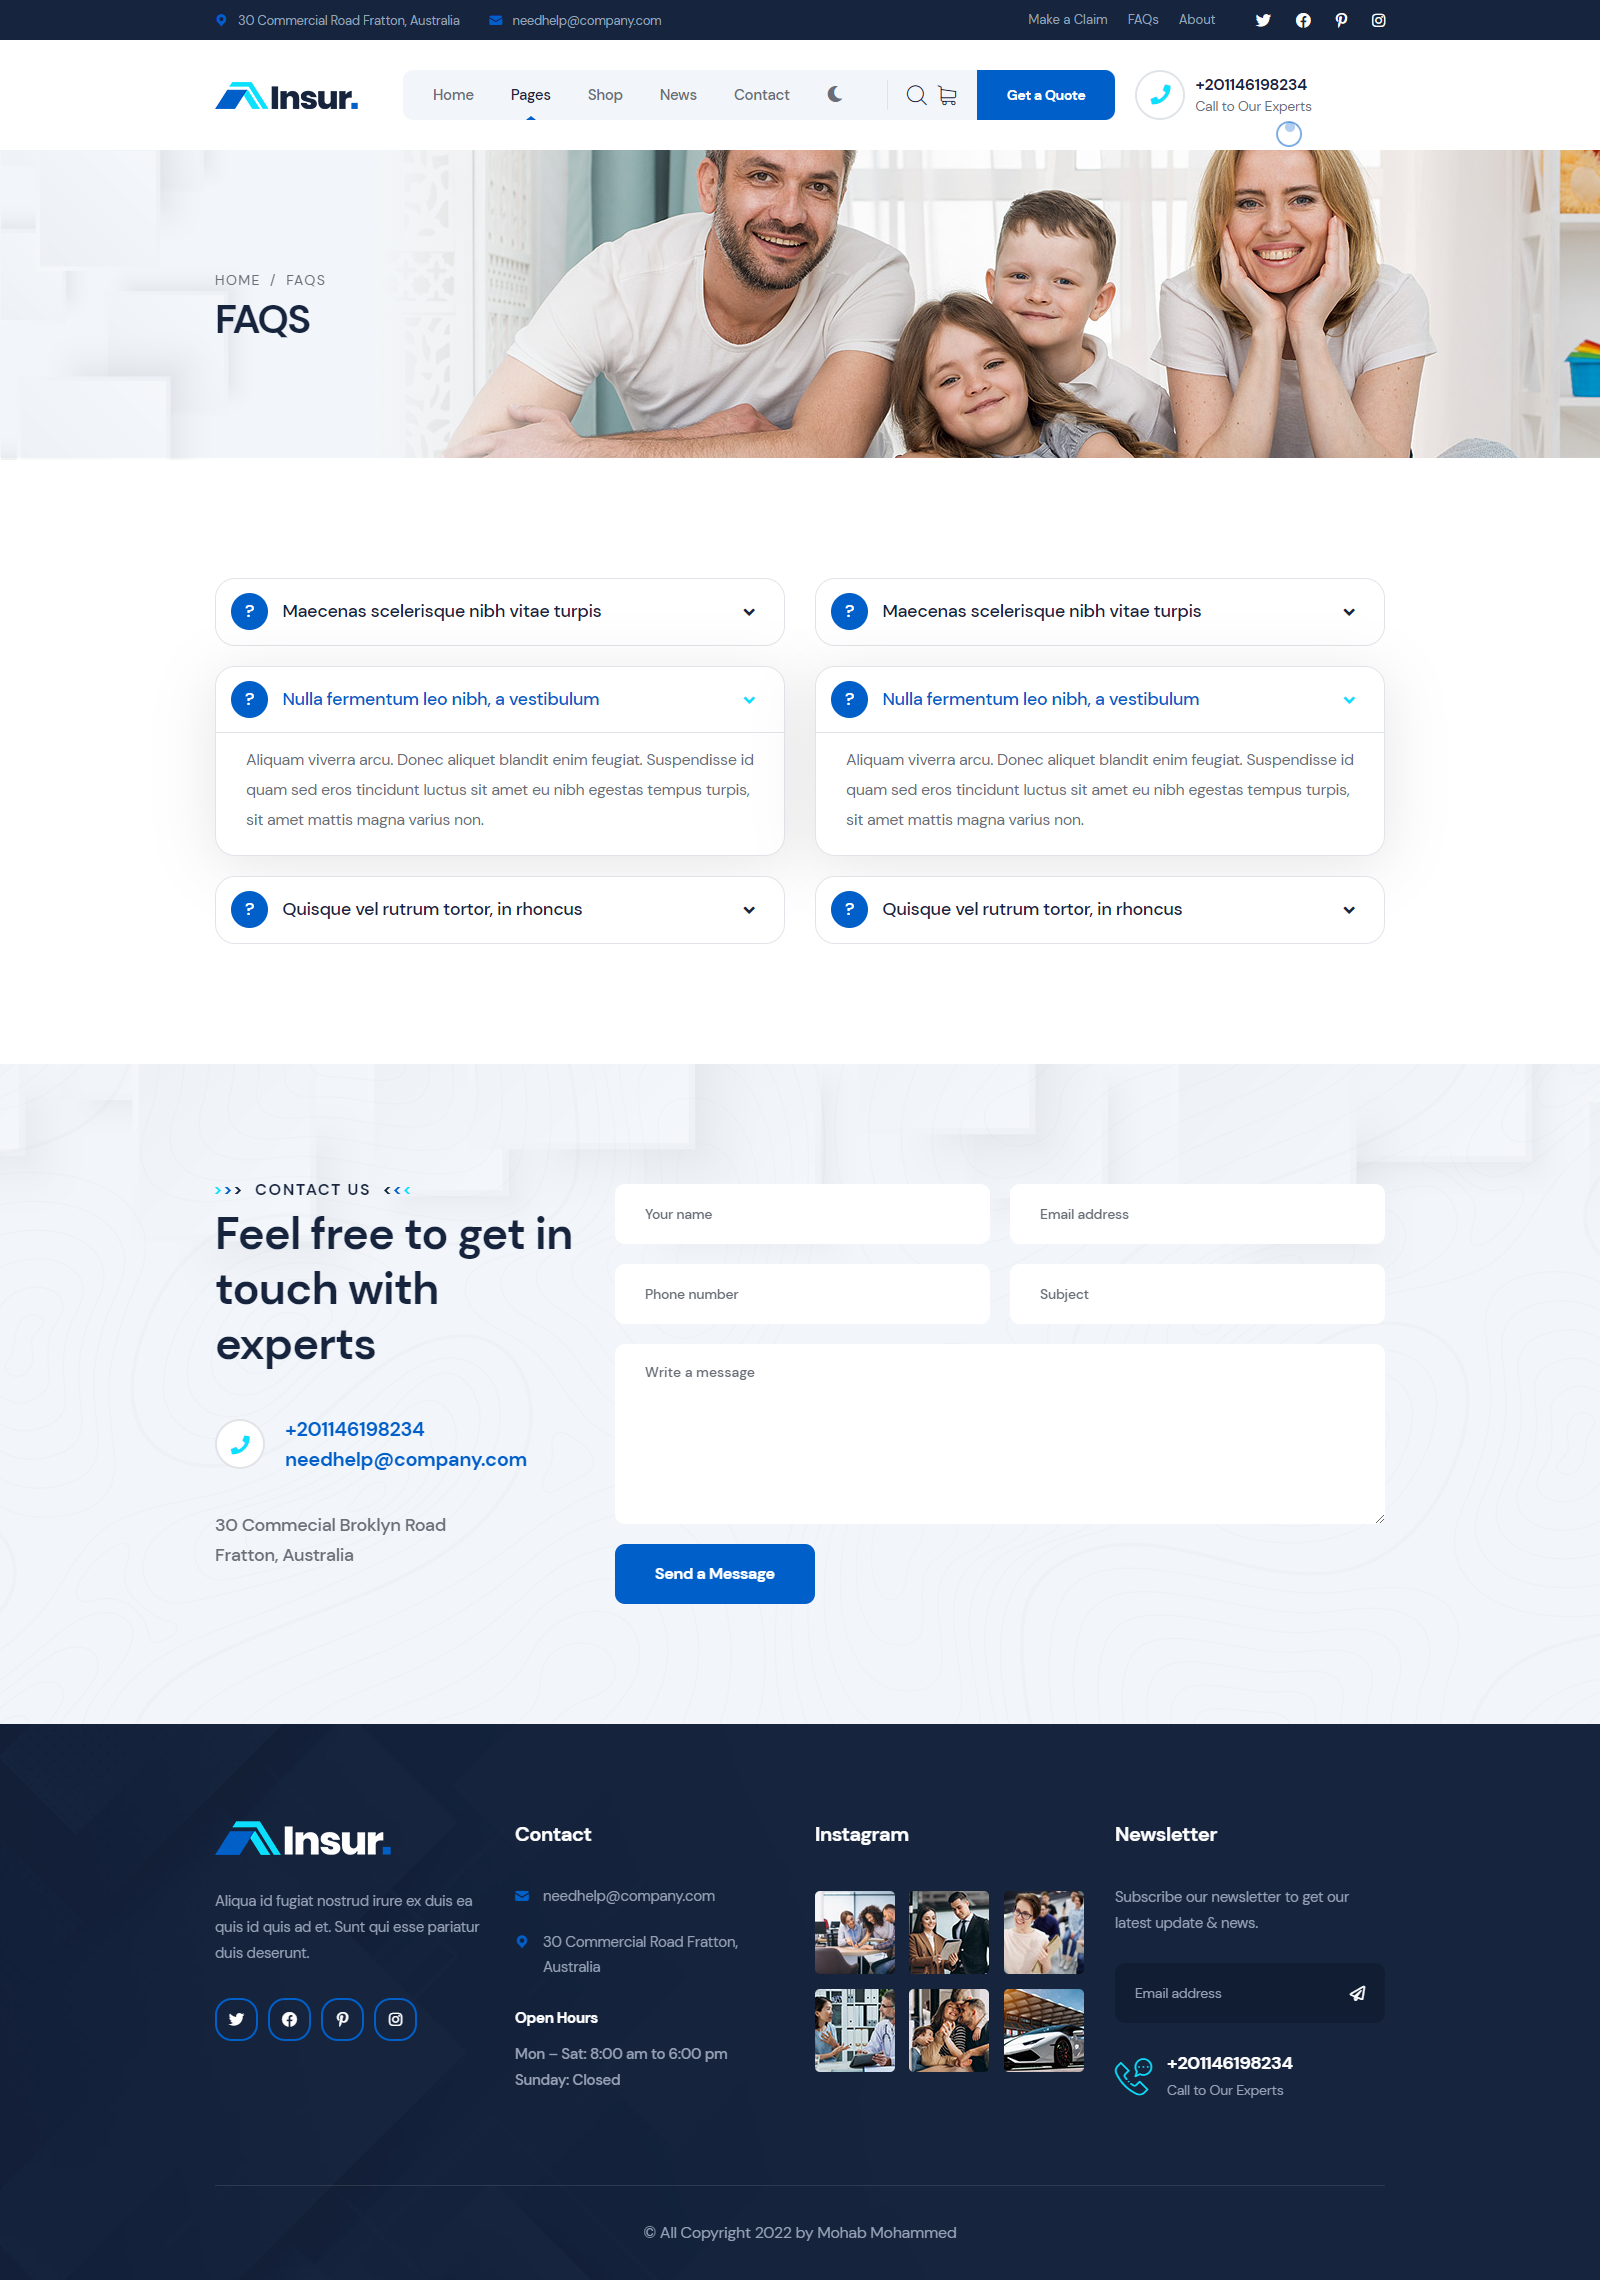 30 Commercial Road Fratton, Australia
needhelp@company.com
Make a Claim
FAQs
About
Insur.
Home
Pages
Shop
News
Contact
Get a Quote
+201146198234
Call to Our Experts
HOME / FAQS
FAQS
? Maecenas scelerisque nibh vitae turpis
? Nulla fermentum leo nibh, a vestibulum
Aliquam viverra arcu. Donec aliquet blandit enim feugiat. Suspendisse id
quam sed eros tincidunt luctus sit amet eu nibh egestas tempus turpis,
sit amet mattis magna varius non.
? Quisque vel rutrum tortor, in rhoncus
? Maecenas scelerisque nibh vitae turpis
? Nulla fermentum leo nibh, a vestibulum
Aliquam viverra arcu. Donec aliquet blandit enim feugiat. Suspendisse id
quam sed eros tincidunt luctus sit amet eu nibh egestas tempus turpis,
sit amet mattis magna varius non.
? Quisque vel rutrum tortor, in rhoncus
>>> CONTACT US <<<
Feel free to get in
touch with
experts
+201146198234
needhelp@company.com
30 Commecial Broklyn Road
Fratton, Australia
Your name
Email address
Phone number
Subject
Write a message
Send a Message
Insur.
Aliqua id fugiat nostrud irure ex duis ea
quis id quis ad et. Sunt qui esse pariatur
duis deserunt.
Contact
needhelp@company.com
30 Commercial Road Fratton,
Australia
Open Hours
Mon – Sat: 8:00 am to 6:00 pm
Sunday: Closed
Instagram
Newsletter
Subscribe our newsletter to get our
latest update & news.
Email address
+201146198234
Call to Our Experts
© All Copyright 2022 by Mohab Mohammed